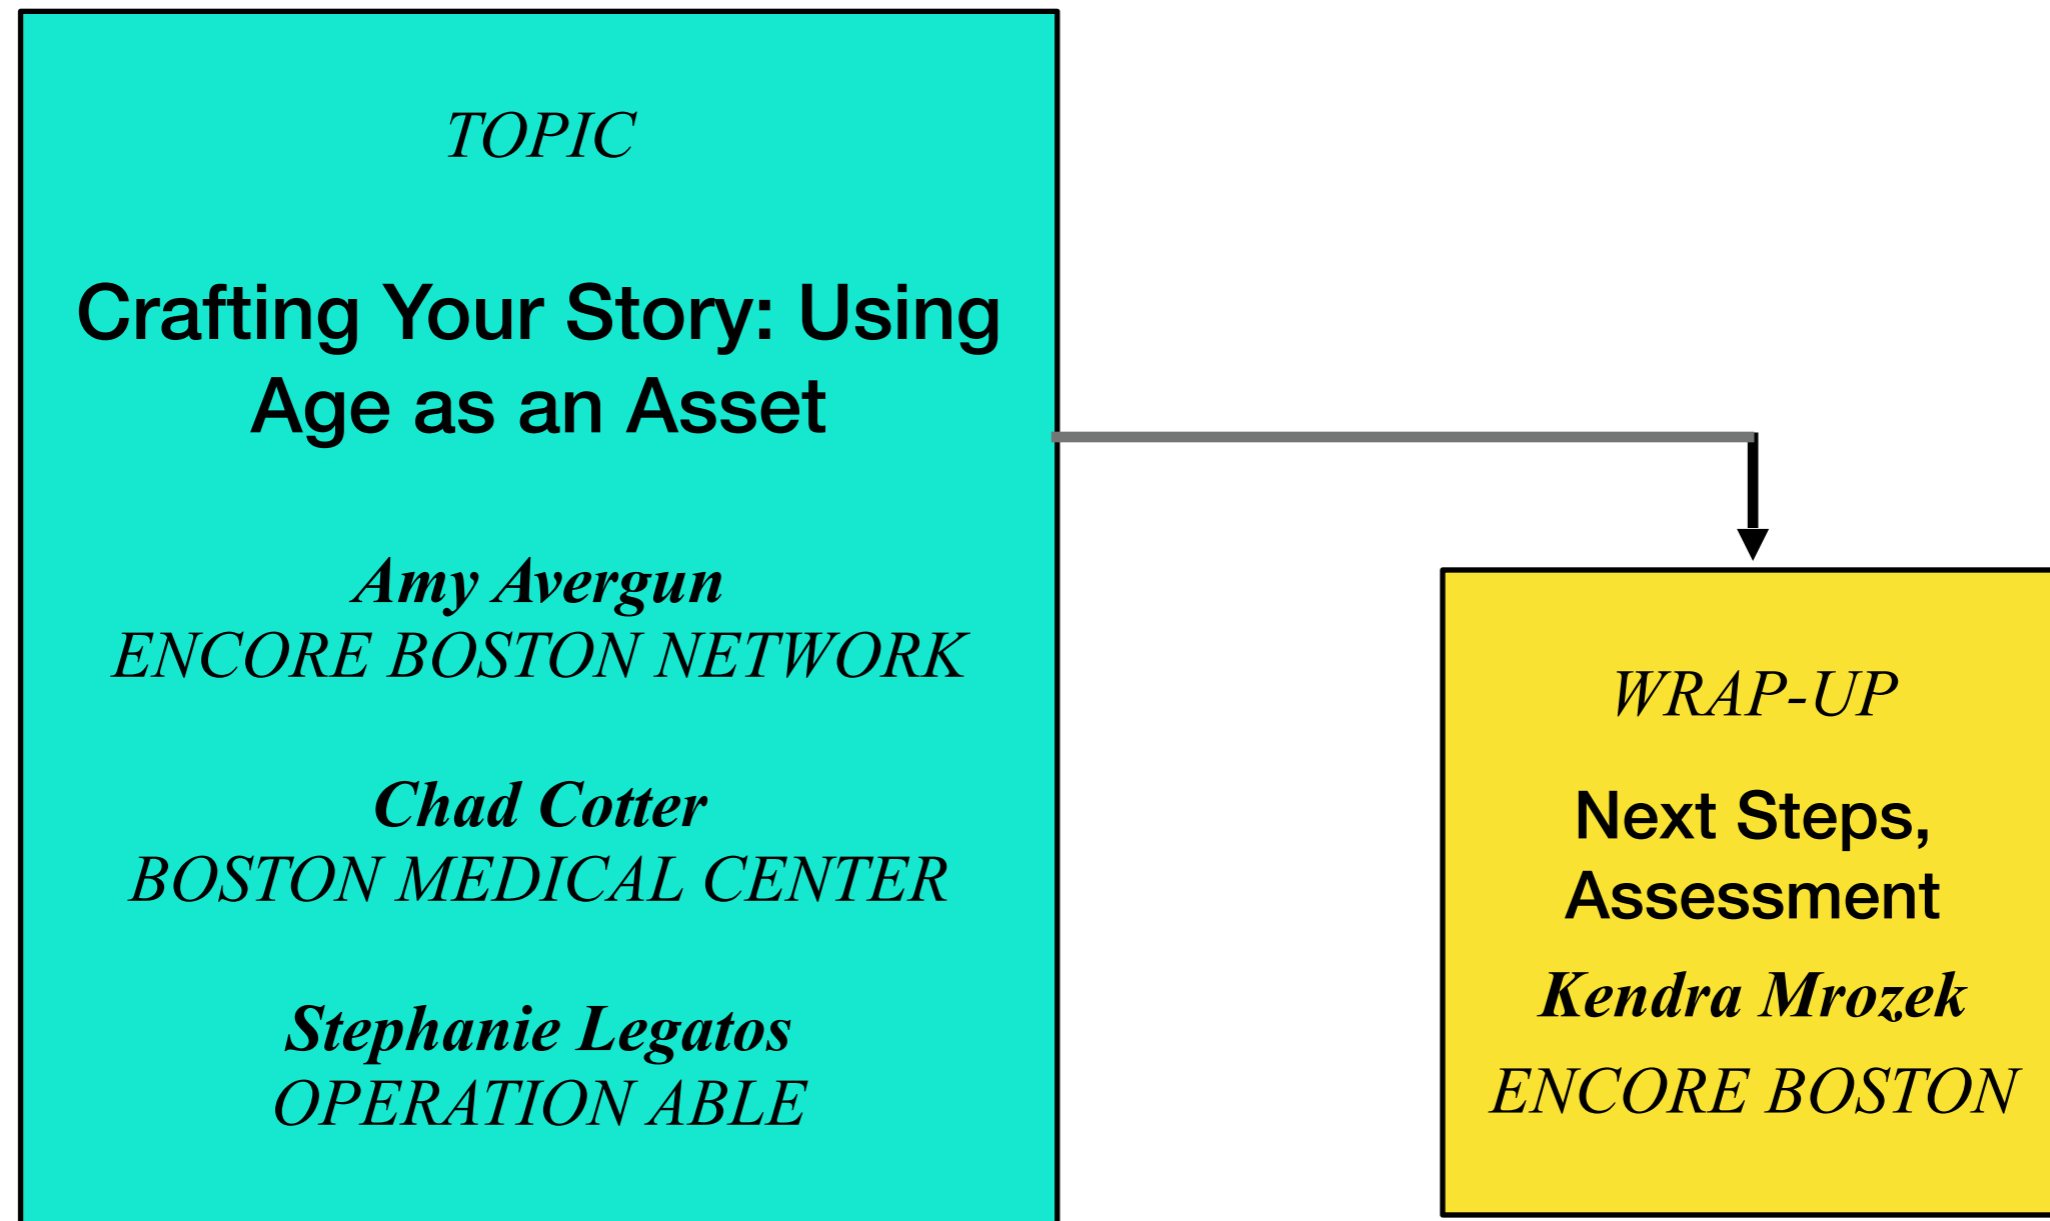 TOPIC
Crafting Your Story: Using
Age as an Asset
Amy Avergun
ENCORE BOSTON NETWORK
Chad Cotter
BOSTON MEDICAL CENTER
Stephanie Legatos
OPERATION ABLE
WRAP-UP
Next Steps,
Assessment
Kendra Mrozek
ENCORE BOSTON